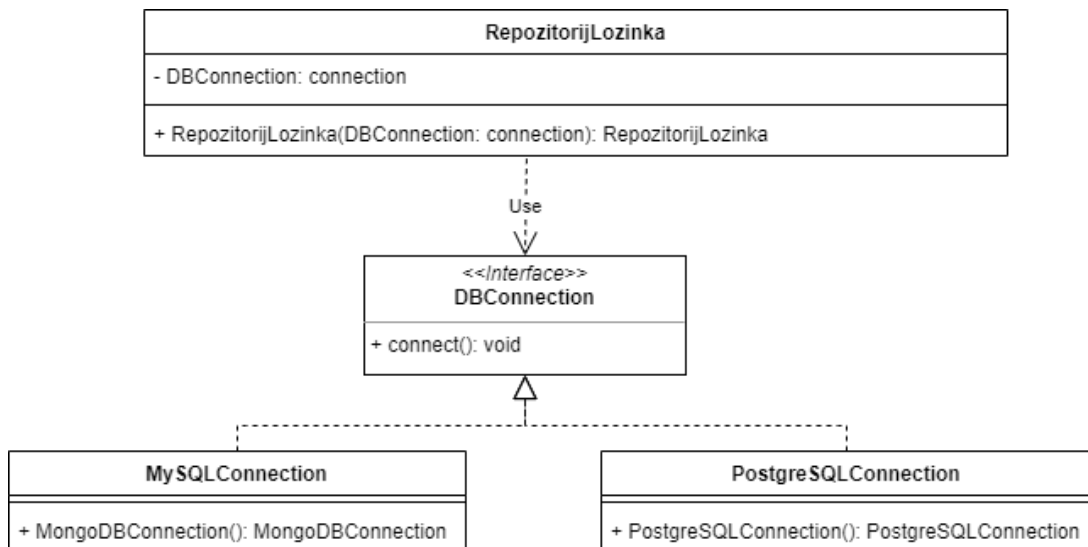 RepozitorijLozinka
- DBConnection: connection
+ RepozitorijLozinka(DBConnection: connection): RepozitorijLozinka
Use
<<Interface>>
DBConnection
+ connect(): void
MySQLConnection
+ MongoDBConnection(): MongoDBConnection
PostgreSQLConnection
+ PostgreSQLConnection(): PostgreSQLConnection